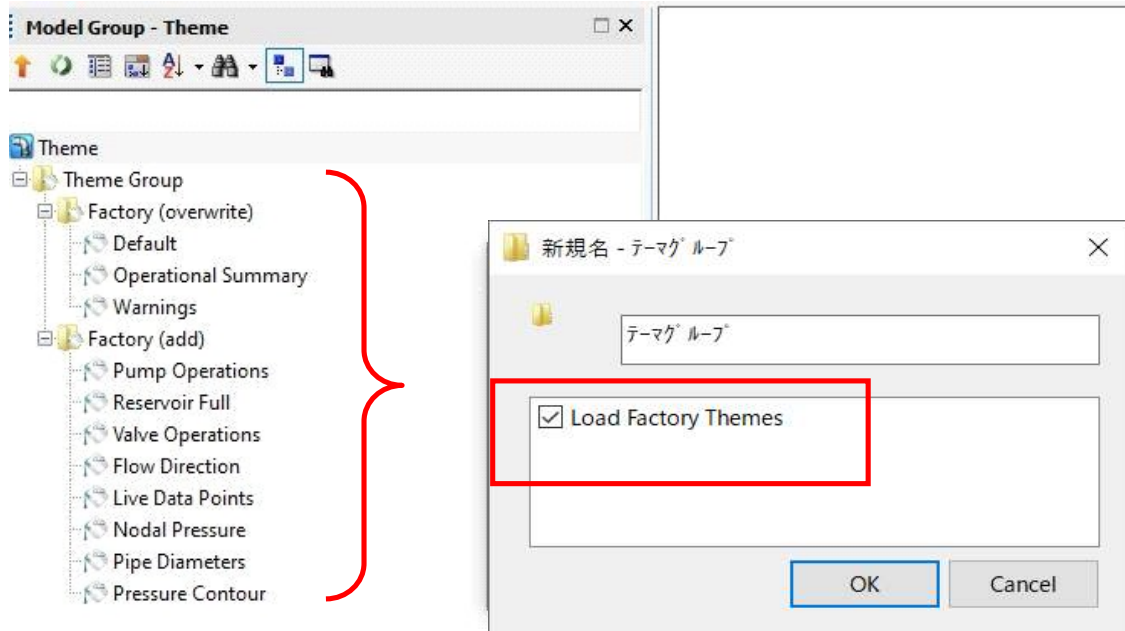 Model Group - Theme
Theme
Theme Group
Factory (overwrite)
Default
Operational Summary
Warnings
Factory (add)
Pump Operations
Reservoir Full
Valve Operations
Flow Direction
Live Data Points
Nodal Pressure
Pipe Diameters
Pressure Contour
新規名 - ﾃｰﾏｸﾞﾙｰﾌﾟ
ﾃｰﾏｸﾞﾙｰﾌﾟ
Load Factory Themes
OK Cancel